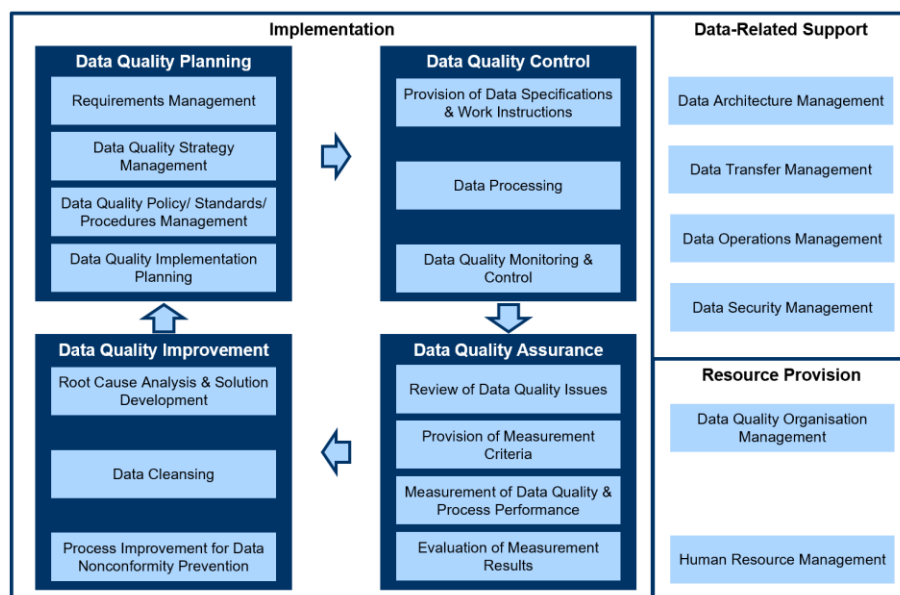 Implementation
Data Quality Planning
Requirements Management
Data Quality Strategy
Management
Data Quality Policy/ Standards/
Procedures Management
Data Quality Implementation
Planning
Data Quality Control
Provision of Data Specifications
& Work Instructions
Data Processing
Data Quality Monitoring &
Control
Data Quality Improvement
Root Cause Analysis & Solution
Development
Data Cleansing
Process Improvement for Data
Nonconformity Prevention
Data Quality Assurance
Review of Data Quality Issues
Provision of Measurement
Criteria
Measurement of Data Quality &
Process Performance
Evaluation of Measurement
Results
Data-Related Support
Data Architecture Management
Data Transfer Management
Data Operations Management
Data Security Management
Resource Provision
Data Quality Organisation
Management
Human Resource Management